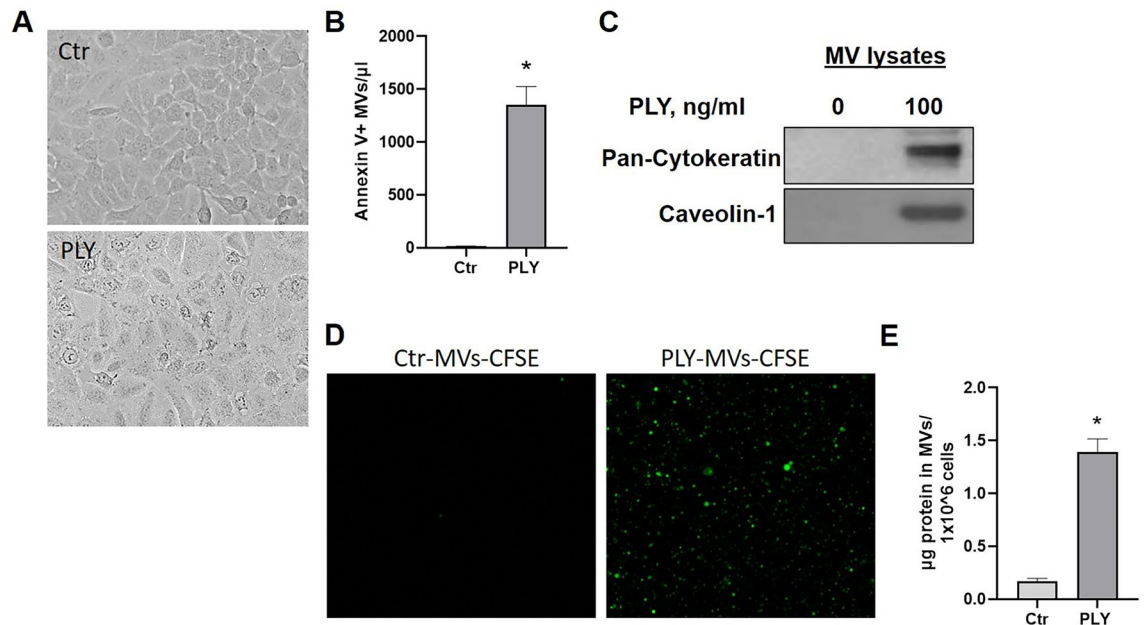 A
Ctr
PLY
B
Annexin V+ MVs/µl
2000
1500
1000
500
0
*
Ctr PLY
C
MV lysates
PLY, ng/ml 0 100
Pan-Cytokeratin
Caveolin-1
D
Ctr-MVs-CFSE PLY-MVs-CFSE
E
µg protein in MVs/
1x10^6 cells
2.0
1.5
1.0
0.5
0.0
*
Ctr PLY